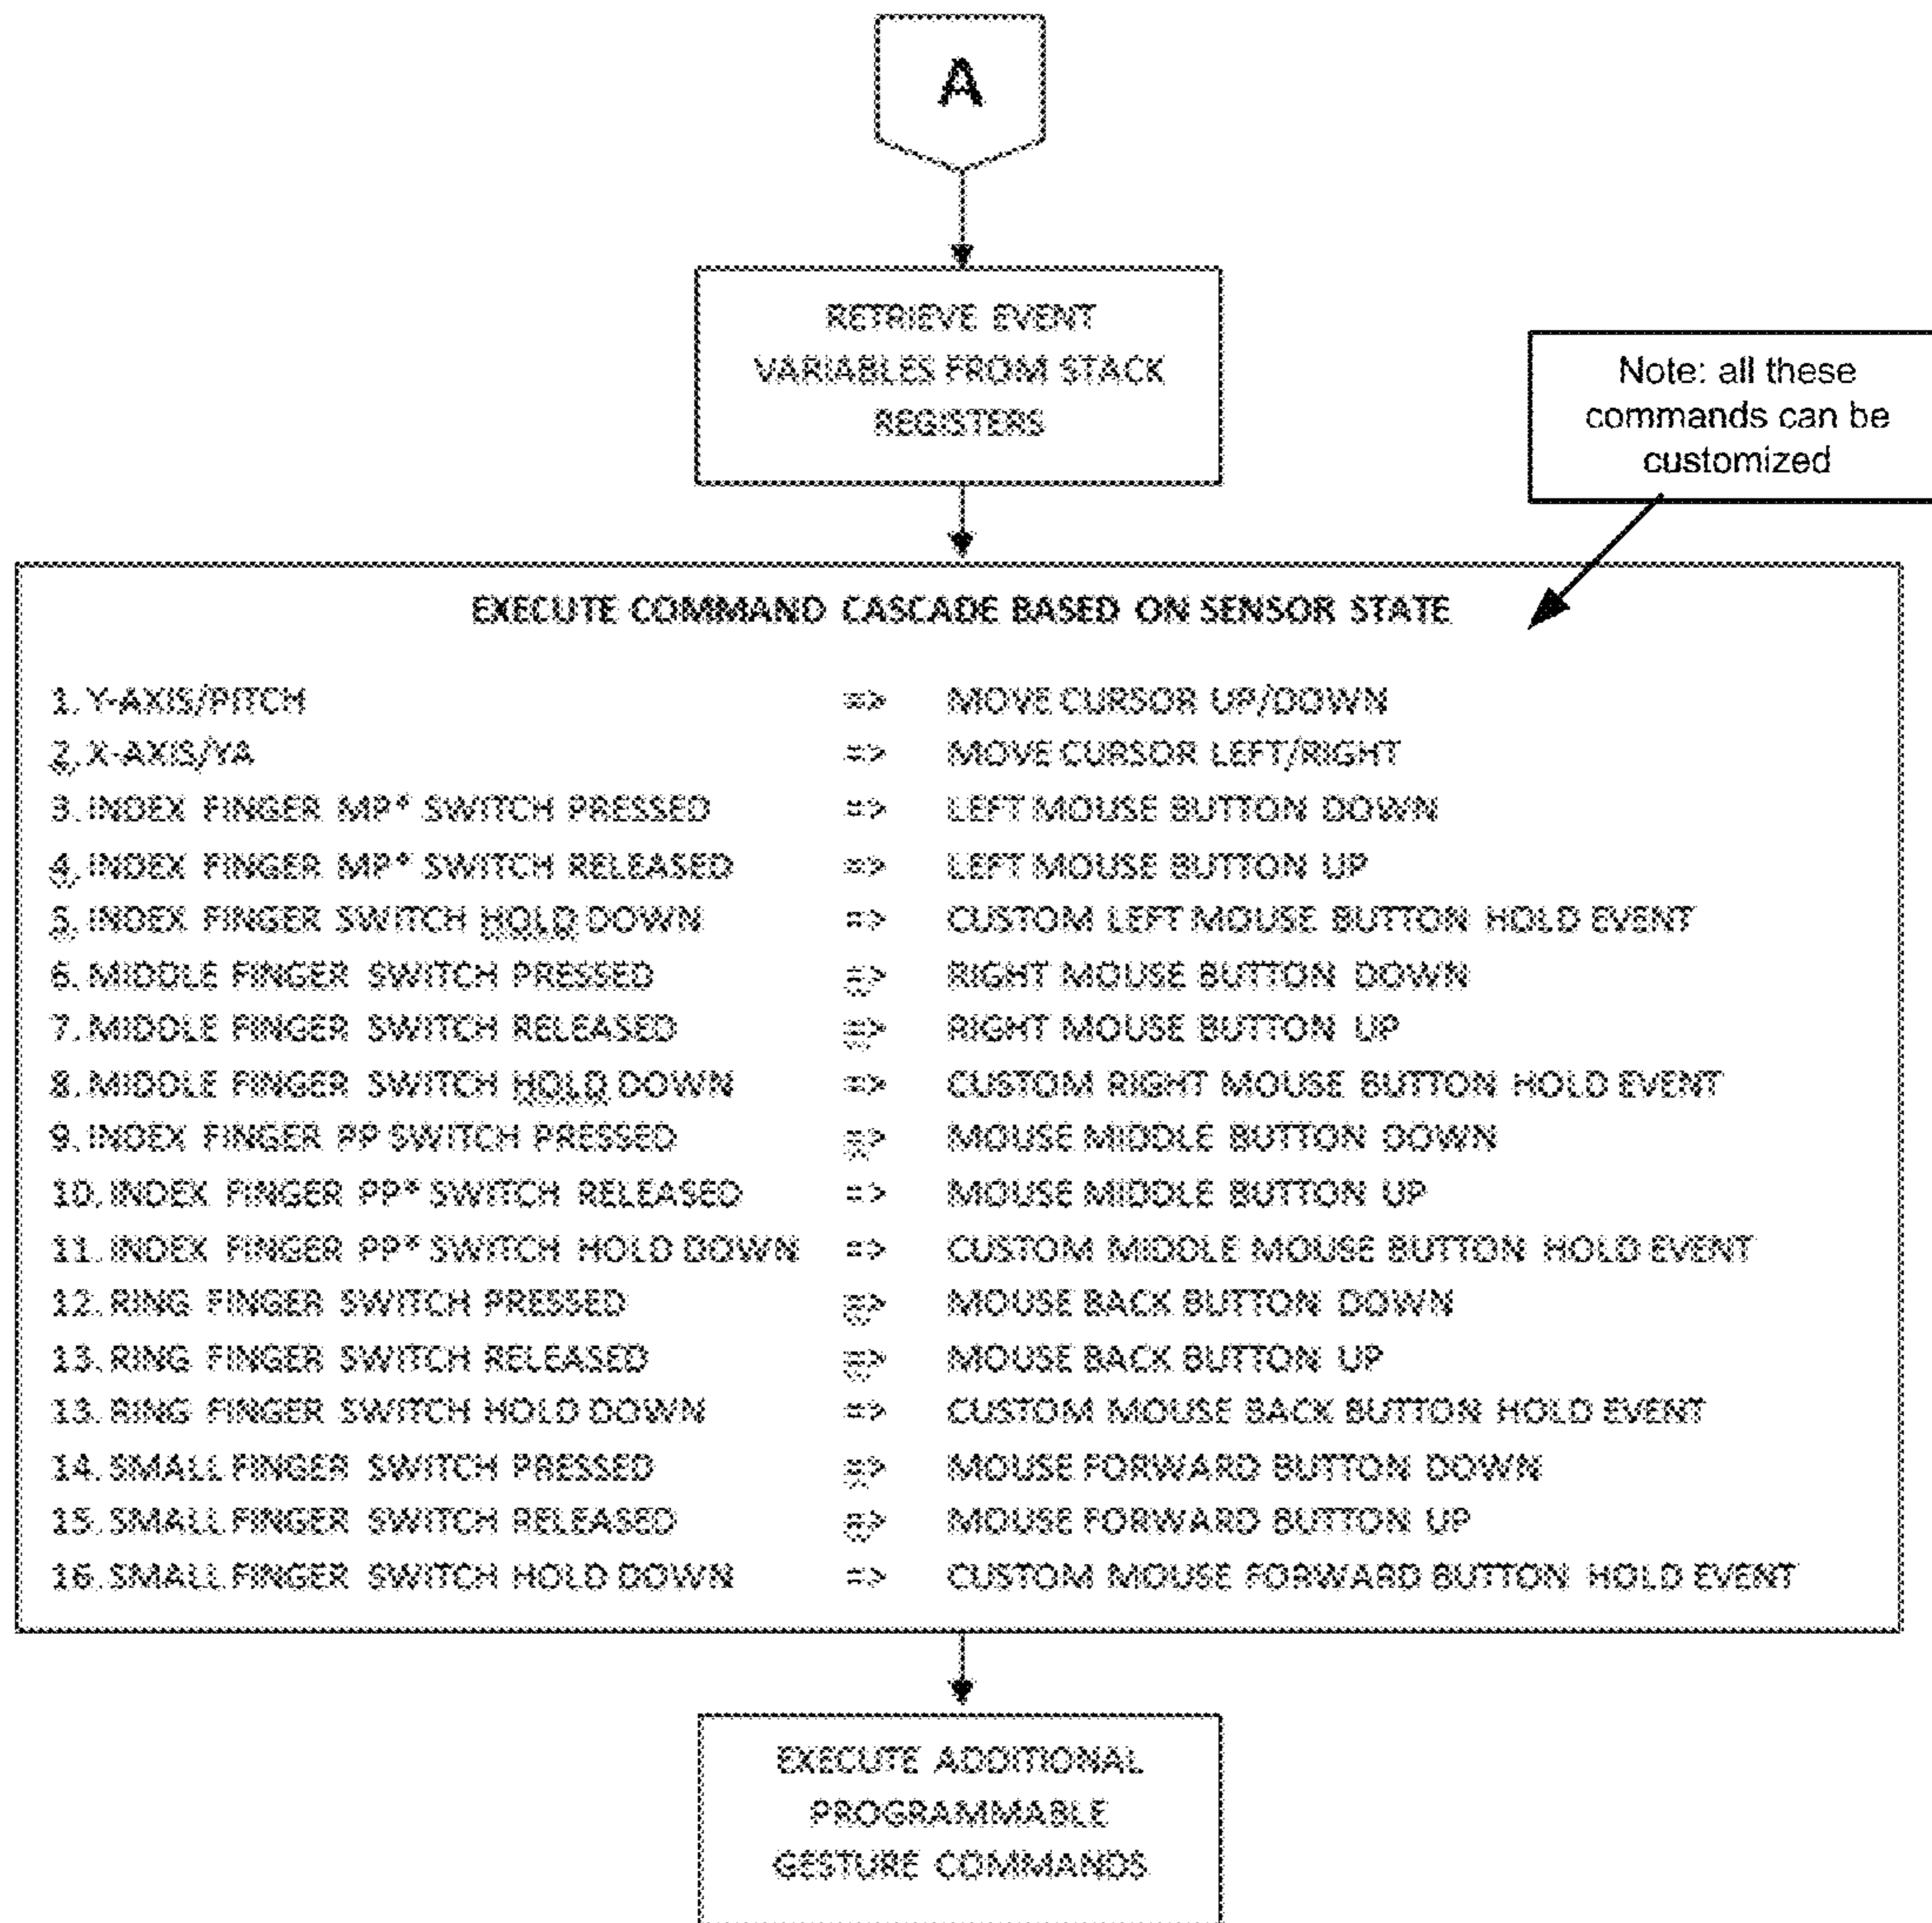 A
RETRIEVE EVENT
VARIABLES FROM STACK
REGISTERS
Note: all these
commands can be
customized
EXECUTE COMMAND CASCADE BASED ON SENSOR STATE
1. Y-AXIS/PITCH => MOVE CURSOR UP/DOWN
2. X-AXIS/YA => MOVE CURSOR LEFT/RIGHT
3. INDEX FINGER MP* SWITCH PRESSED => LEFT MOUSE BUTTON DOWN
4. INDEX FINGER MP* SWITCH RELEASED => LEFT MOUSE BUTTON UP
5. INDEX FINGER SWITCH HOLD DOWN => CUSTOM LEFT MOUSE BUTTON HOLD EVENT
6. MIDDLE FINGER SWITCH PRESSED => RIGHT MOUSE BUTTON DOWN
7. MIDDLE FINGER SWITCH RELEASED => RIGHT MOUSE BUTTON UP
8. MIDDLE FINGER SWITCH HOLD DOWN => CUSTOM RIGHT MOUSE BUTTON HOLD EVENT
9. INDEX FINGER PP SWITCH PRESSED => MOUSE MIDDLE BUTTON DOWN
10. INDEX FINGER PP* SWITCH RELEASED => MOUSE MIDDLE BUTTON UP
11. INDEX FINGER PP* SWITCH HOLD DOWN => CUSTOM MIDDLE MOUSE BUTTON HOLD EVENT
12. RING FINGER SWITCH PRESSED => MOUSE BACK BUTTON DOWN
13. RING FINGER SWITCH RELEASED => MOUSE BACK BUTTON UP
13. RING FINGER SWITCH HOLD DOWN => CUSTOM MOUSE BACK BUTTON HOLD EVENT
14. SMALL FINGER SWITCH PRESSED => MOUSE FORWARD BUTTON DOWN
15. SMALL FINGER SWITCH RELEASED => MOUSE FORWARD BUTTON UP
16. SMALL FINGER SWITCH HOLD DOWN => CUSTOM MOUSE FORWARD BUTTON HOLD EVENT
EXECUTE ADDITIONAL
PROGRAMMABLE
GESTURE COMMANDS